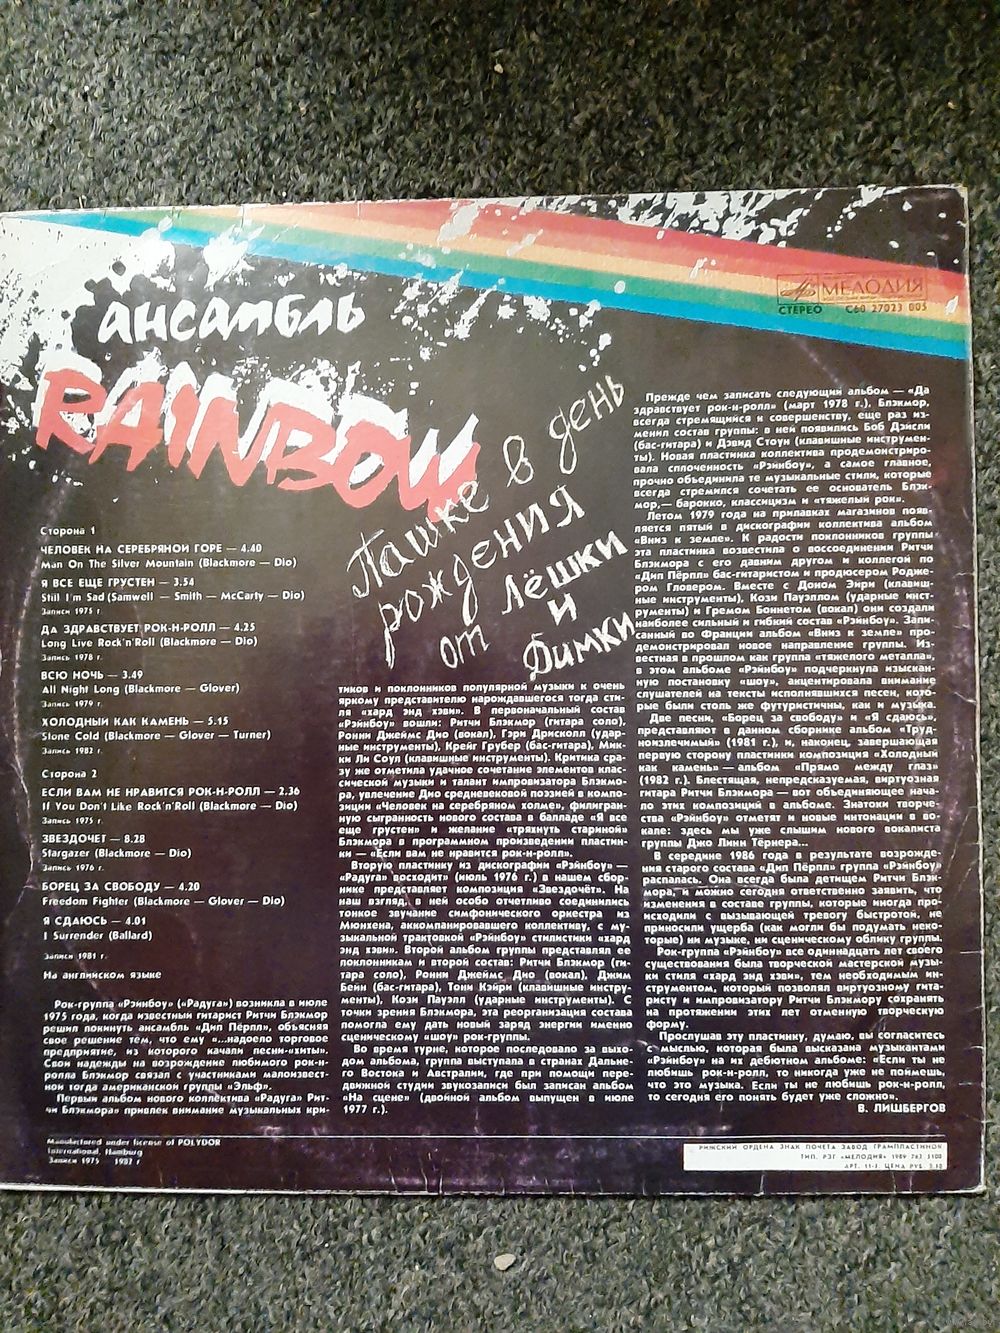 ансамбль
RAINBOW
МЕЛОДИЯ
СТЕРЕО С60 27023 005
Пашке в день
рождения
от Лёшки
и
Димки
Сторона 1
ЧЕЛОВЕК НА СЕРЕБРЯНОЙ ГОРЕ — 4.40
Man On The Silver Mountain (Blackmore — Dio)
Я ВСЕ ЕЩЕ ГРУСТЕН — 3.54
Still I'm Sad (Samwell — Smith — McCarty — Dio)
Записи 1975 г.
ДА ЗДРАВСТВУЕТ РОК-Н-РОЛЛ — 4.25
Long Live Rock'n'Roll (Blackmore — Dio)
Запись 1978 г.
ВСЮ НОЧЬ — 3.49
All Night Long (Blackmore — Glover)
Запись 1979 г.
ХОЛОДНЫЙ КАК КАМЕНЬ — 5.15
Stone Cold (Blackmore — Glover — Turner)
Запись 1982 г.
Сторона 2
ЕСЛИ ВАМ НЕ НРАВИТСЯ РОК-Н-РОЛЛ — 2.36
If You Don't Like Rock'n'Roll (Blackmore — Dio)
Запись 1975 г.
ЗВЕЗДОЧЕТ — 8.28
Stargazer (Blackmore — Dio)
Запись 1976 г.
БОРЕЦ ЗА СВОБОДУ — 4.20
Freedom Fighter (Blackmore — Glover — Dio)
Я СДАЮСЬ — 4.01
I Surrender (Ballard)
Записи 1981 г.
На английском языке
Рок-группа «Рэйнбоу» («Радуга») возникла в июле
1975 года, когда известный гитарист Ричи Блэкмор
решил покинуть ансамбль «Дип Пёрпл», объясняя
свое решение тем, что ему «...надоело торговое
предприятие, из которого качали песни-«хиты».
Свои надежды на возрождение любимого рок-н-
ролла Блэкмор связал с участниками малоизвест-
ной тогда американской группы «Эльф».
Первый альбом нового коллектива «Радуга Рит-
чи Блэкмора» привлек внимание музыкальных кри-
тиков и поклонников популярной музыки к очень
яркому представителю нарождавшегося тогда сти-
ля «хард энд хэви». В первоначальный состав
«Рэйнбоу» вошли: Ритчи Блэкмор (гитара соло),
Ронни Джеймс Дио (вокал), Гэри Дрисколл (удар-
ные инструменты), Крейг Грубер (бас-гитара), Мик-
ки Ли Соул (клавишные инструменты). Критика сра-
зу же отметила удачное сочетание элементов клас-
сической музыки и талант импровизатора Блэкмо-
ра, увлечение Дио средневековой поэзией в компо-
зиции «Человек на серебряном холме», филигран-
ную сыгранность нового состава в балладе «Я все
еще грустен» и желание «тряхнуть стариной»
Блэкмора в программном произведении пластин-
ки — «Если вам не нравится рок-н-ролл».
Вторую пластинку из дискографии «Рэйнбоу» —
«Радуга восходит» (июль 1976 г.) в нашем сбор-
нике представляет композиция «Звездочёт». На
наш взгляд, в ней особо отчетливо соединились
тонкое звучание симфонического оркестра из
Мюнхена, аккомпанировавшего коллективу, с му-
зыкальной трактовкой «Рэйнбоу» стилистики «хард
энд хэви». Второй альбом группы представлял ее
поклонникам и второй состав: Ритчи Блэкмор (ги-
тара соло), Ронни Джеймс Дио (вокал), Джим
Бейн (бас-гитара), Тони Кэйри (клавишные инстру-
менты), Кози Пауэлл (ударные инструменты). С
точки зрения Блэкмора, эта реорганизация состава
помогла ему дать новый заряд энергии именно
сценическому «шоу» рок-группы.
Во время турне, которое последовало за выхо-
дом альбома, группа выступала в странах Дальне-
го Востока и Австралии, где при помощи пере-
движной студии звукозаписи был записан альбом
«На сцене» (двойной альбом выпущен в июле
1977 г.).
Прежде чем записать следующий альбом — «Да
здравствует рок-н-ролл» (март 1978 г.), Блэкмор,
всегда стремящийся к совершенству, еще раз из-
менил состав группы: в ней появились Боб Дэйсли
(бас-гитара) и Дэвид Стоун (клавишные инструмен-
ты). Новая пластинка коллектива продемонстриро-
вала сплоченность «Рэйнбоу», а самое главное,
прочно объединила те музыкальные стили, которые
всегда стремился сочетать ее основатель Блэк-
мор,— барокко, классицизм и «тяжелый рок».
Летом 1979 года на прилавках магазинов появ-
ляется пятый в дискографии коллектива альбом
«Вниз к земле». К радости поклонников группы
эта пластинка возвестила о воссоединении Ритчи
Блэкмора с его давним другом и коллегой по
«Дип Пёрпл» бас-гитаристом и продюсером Родже-
ром Гловером. Вместе с Доном Эйри (клавиш-
ные инструменты), Кози Пауэллом (ударные инст-
рументы) и Гремом Боннетом (вокал) они создали
наиболее сильный и гибкий состав «Рэйнбоу». Запи-
санный во Франции альбом «Вниз к земле» про-
демонстрировал новое направление группы. Из-
вестная в прошлом как группа «тяжелого металла»,
в этом альбоме «Рэйнбоу» подчеркнула изыскан-
ную постановку «шоу», акцентировала внимание
слушателей на тексты исполнявшихся песен, кото-
рые были столь же футуристичны, как и музыка.
Две песни, «Борец за свободу» и «Я сдаюсь»,
представляют в данном сборнике альбом «Труд-
ноизлечимый» (1981 г.), и, наконец, завершающая
первую сторону пластинки композиция «Холодный
как камень» — альбом «Прямо между глаз»
(1982 г.). Блестящая, непредсказуемая, виртуозная
гитара Ритчи Блэкмора — вот объединяющее нача-
ло этих композиций в альбоме. Знатоки творче-
ства «Рэйнбоу» отметят и новые интонации в во-
кале: здесь мы уже слышим нового вокалиста
группы Джо Линн Тёрнера...
В середине 1986 года в результате возрожде-
ния старого состава «Дип Пёрпл» группа «Рэйнбоу»
распалась. Она всегда была детищем Ритчи Блэк-
мора, и можно сегодня ответственно заявить, что
изменения в составе группы, которые иногда про-
исходили с вызывающей тревогу быстротой, не
приносили ущерба (как могли бы подумать неко-
торые) ни музыке, ни сценическому облику группы.
Рок-группа «Рэйнбоу» все одиннадцать лет своего
существования была творческой мастерской музы-
ки стиля «хард энд хэви», тем необходимым ин-
струментом, который позволял виртуозному гита-
ристу и импровизатору Ритчи Блэкмору сохранять
на протяжении этих лет отменную творческую
форму.
Прослушав эту пластинку, думаю, вы согласитесь
с мыслью, которая была высказана музыкантами
«Рэйнбоу» на их дебютном альбоме: «Если ты не
любишь рок-н-ролл, то никогда уже не поймешь,
что это музыка. Если ты не любишь рок-н-ролл,
то сегодня его понять будет уже сложно».
В. ЛИШБЕРГОВ
Manufactured under license of POLYDOR
International, Hamburg
Записи 1975 1982 г
РИЖСКИЙ ОРДЕНА ЗНАК ПОЧЕТА ЗАВОД ГРАМПЛАСТИНОК
ТИП. РЗГ «МЕЛОДИЯ» 1989 763 5100
АРТ. 11-3. ЦЕНА РУБ. 3.10